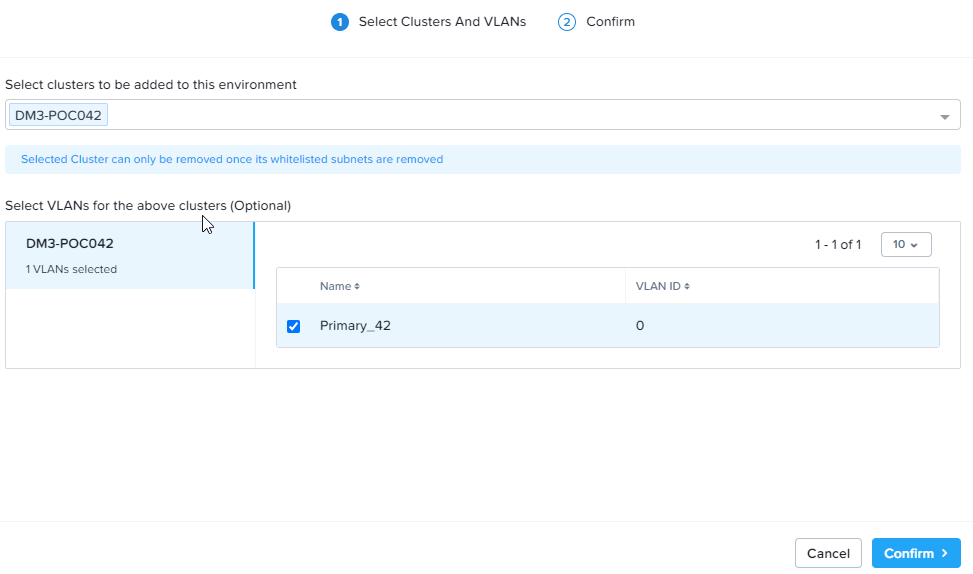 1 Select Clusters And VLANs 2 Confirm
Select clusters to be added to this environment
DM3-POC042
Selected Cluster can only be removed once its whitelisted subnets are removed
Select VLANs for the above clusters (Optional)
DM3-POC042
1 VLANs selected
1 - 1 of 1 10
Name VLAN ID
Primary_42 0
Cancel Confirm